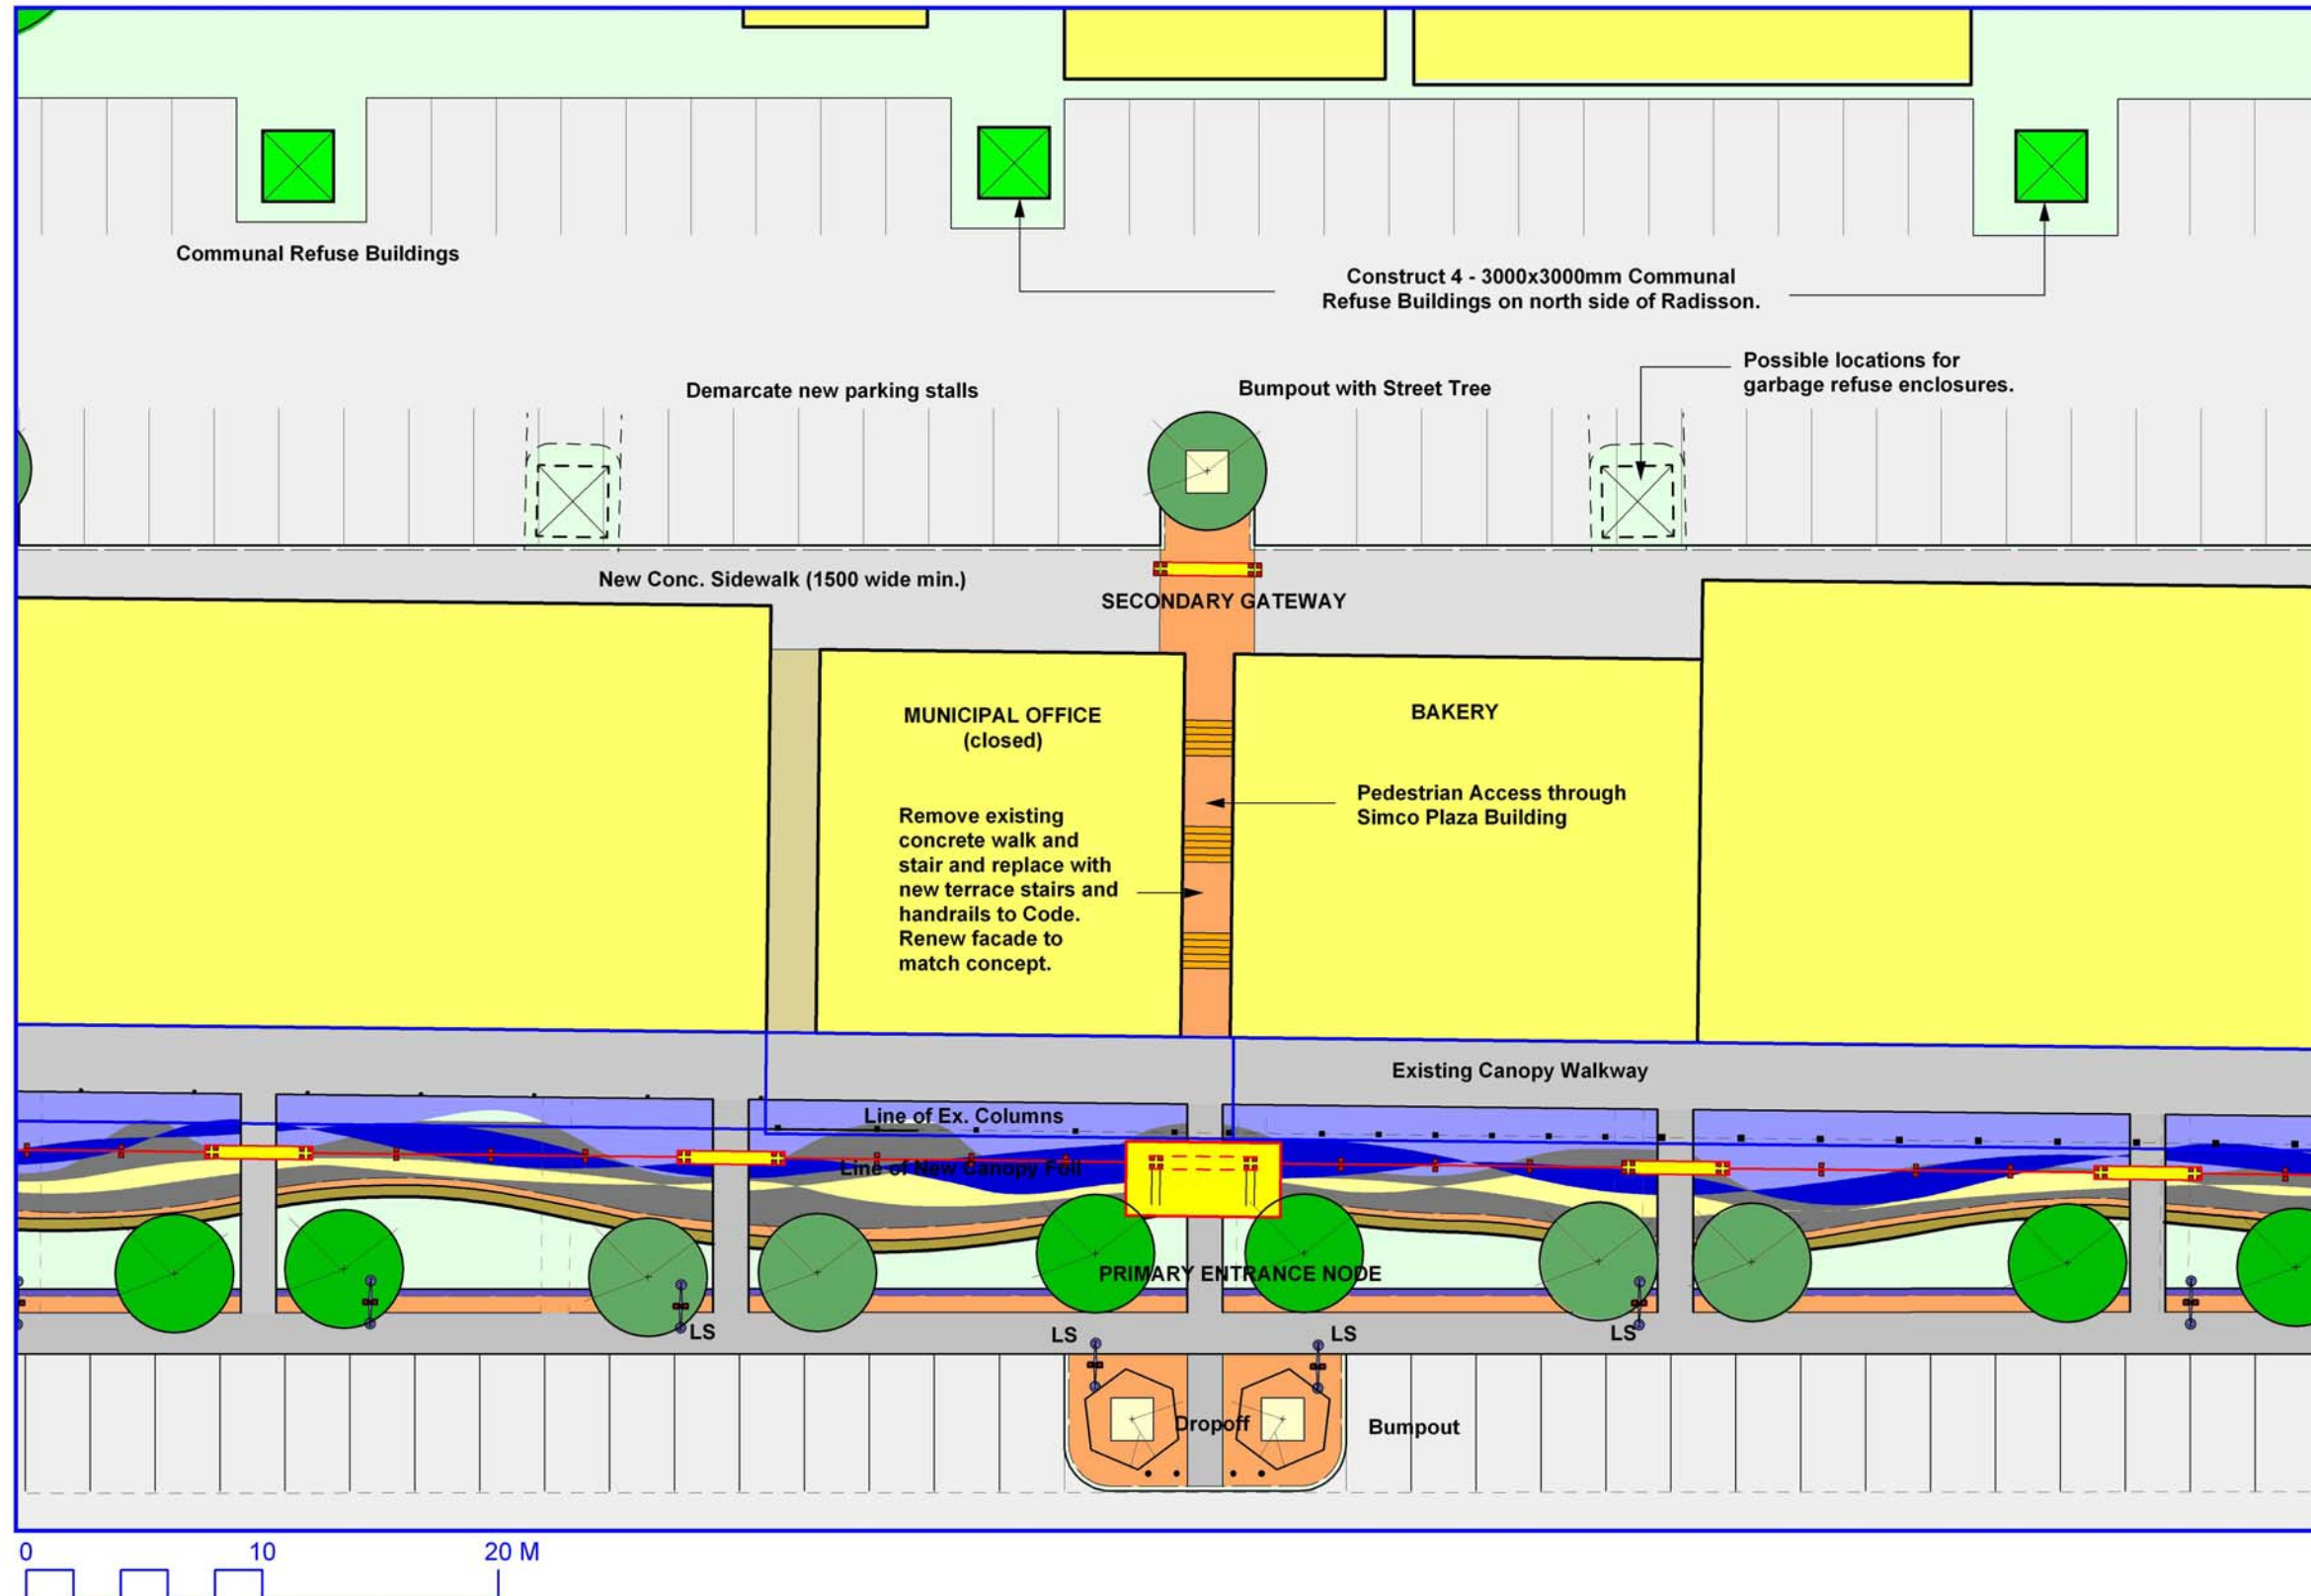 Communal Refuse Buildings
Construct 4 - 3000x3000mm Communal
Refuse Buildings on north side of Radisson.
Possible locations for
garbage refuse enclosures.
Demarcate new parking stalls
Bumpout with Street Tree
New Conc. Sidewalk (1500 wide min.)
SECONDARY GATEWAY
MUNICIPAL OFFICE
(closed)
BAKERY
Pedestrian Access through
Simco Plaza Building
Remove existing
concrete walk and
stair and replace with
new terrace stairs and
handrails to Code.
Renew facade to
match concept.
Existing Canopy Walkway
Line of Ex. Columns
Line of New Canopy Foil
PRIMARY ENTRANCE NODE
LS
LS
LS
LS
Dropoff
Bumpout
0
10
20 M